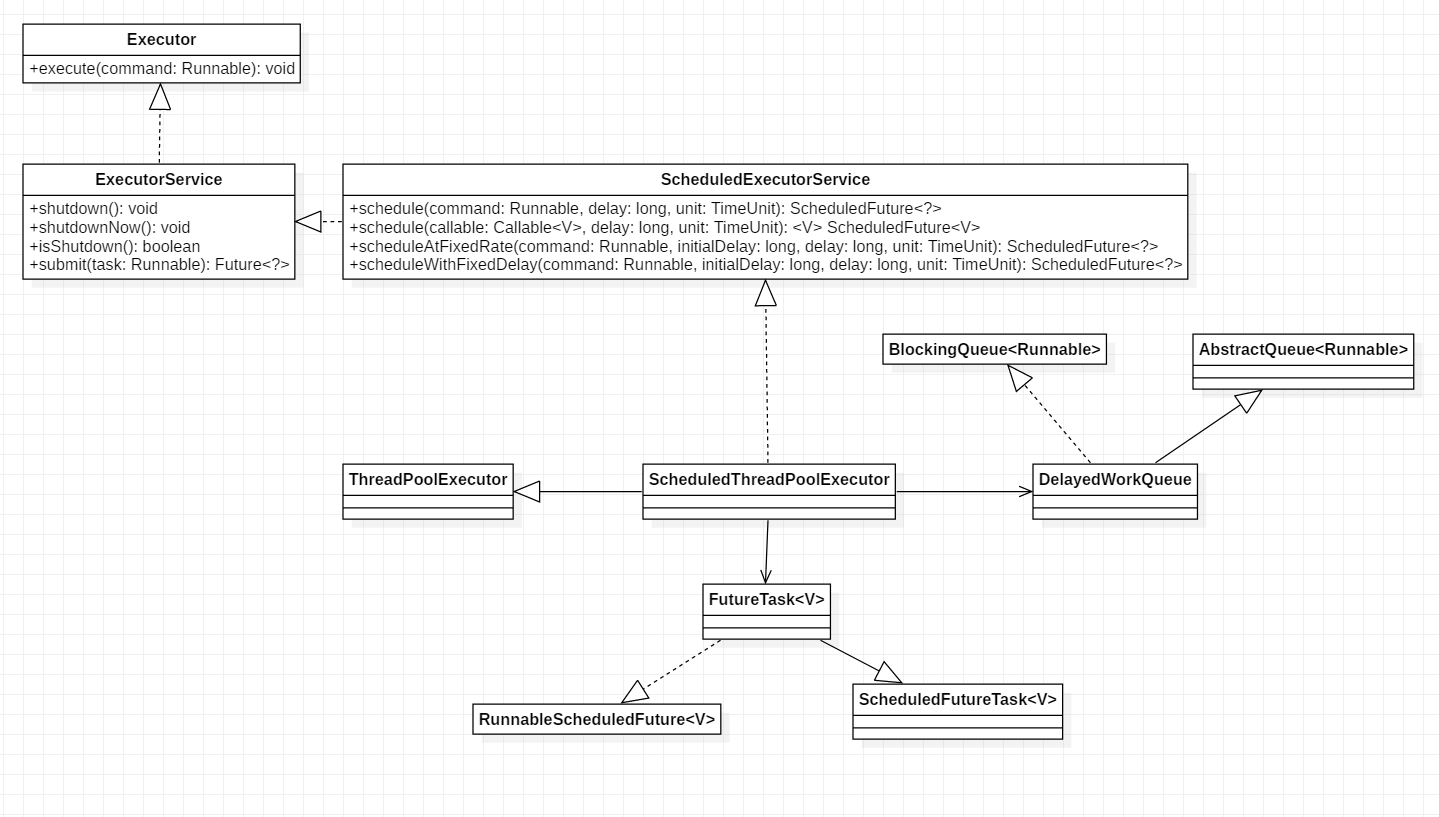 Executor
+execute(command: Runnable): void
ExecutorService
+shutdown(): void
+shutdownNow(): void
+isShutdown(): boolean
+submit(task: Runnable): Future<?>
ScheduledExecutorService
+schedule(command: Runnable, delay: long, unit: TimeUnit): ScheduledFuture<?>
+schedule(callable: Callable<V>, delay: long, unit: TimeUnit): <V> ScheduledFuture<V>
+scheduleAtFixedRate(command: Runnable, initialDelay: long, delay: long, unit: TimeUnit): ScheduledFuture<?>
+scheduleWithFixedDelay(command: Runnable, initialDelay: long, delay: long, unit: TimeUnit): ScheduledFuture<?>
BlockingQueue<Runnable>
AbstractQueue<Runnable>
ThreadPoolExecutor
ScheduledThreadPoolExecutor
DelayedWorkQueue
FutureTask<V>
RunnableScheduledFuture<V>
ScheduledFutureTask<V>